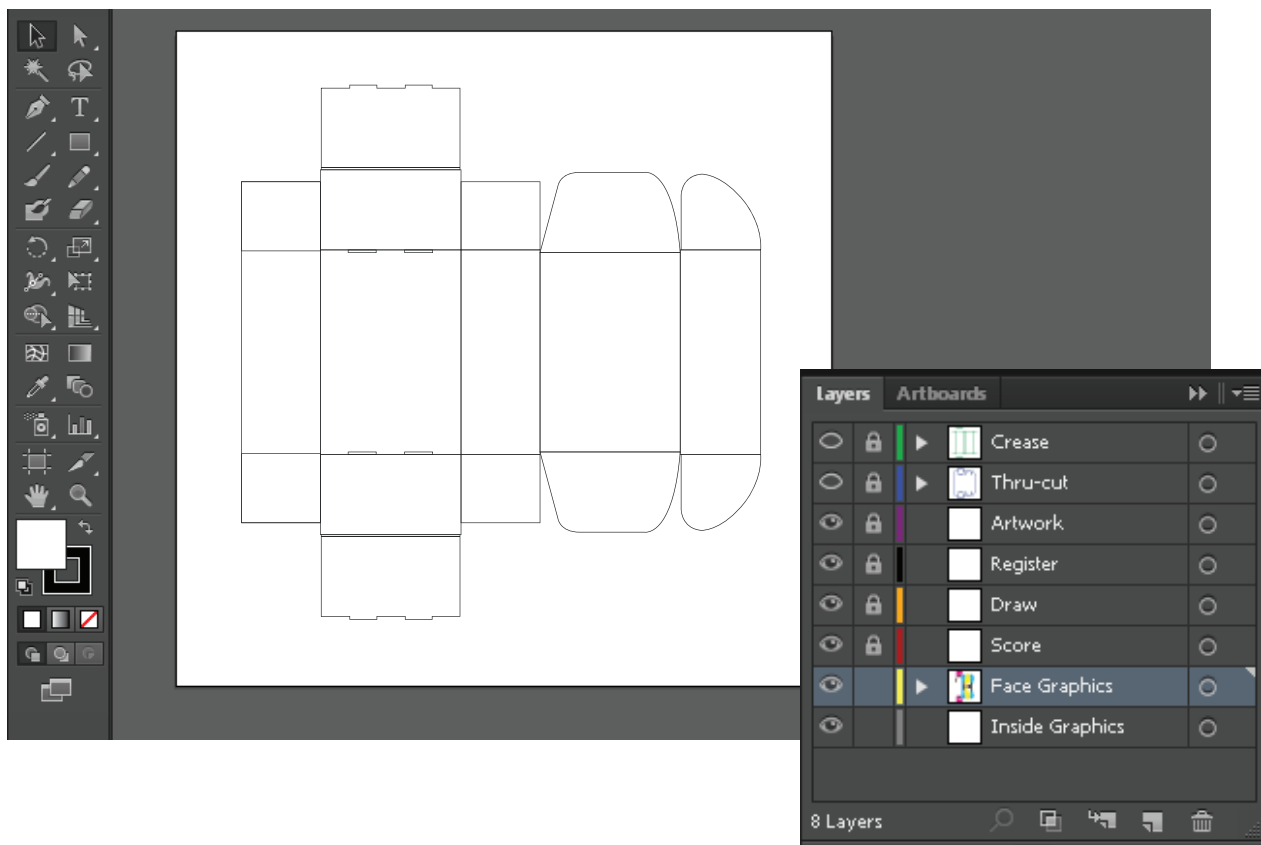 T
Layers Artboards
Crease
Thru-cut
Artwork
Register
Draw
Score
Face Graphics
Inside Graphics
8 Layers